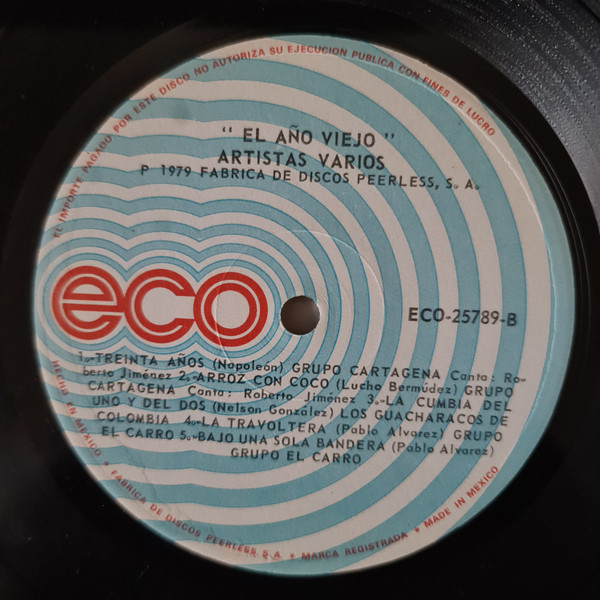 EL IMPORTE PAGADO POR ESTE DISCO NO AUTORIZA SU EJECUCION PUBLICA CON FINES DE LUCRO
" EL AÑO VIEJO "
ARTISTAS VARIOS
P 1979 FABRICA DE DISCOS PEERLESS, S. A.
eco
ECO-25789-B
1.-TREINTA AÑOS (Napoleón) GRUPO CARTAGENA Canta: Ro-
berto Jiménez 2.-ARROZ CON COCO (Lucho Bermúdez) GRUPO
CARTAGENA Canta: Roberto Jiménez 3.-LA CUMBIA DEL
UNO Y DEL DOS (Nelson González) LOS GUACHARACOS DE
COLOMBIA 4.-LA TRAVOLTERA (Pablo Alvarez) GRUPO
EL CARRO 5.-BAJO UNA SOLA BANDERA (Pablo Alvarez)
GRUPO EL CARRO
HECHO EN MEXICO * FABRICA DE DISCOS PEERLESS S A * MARCA REGISTRADA * MADE IN MEXICO